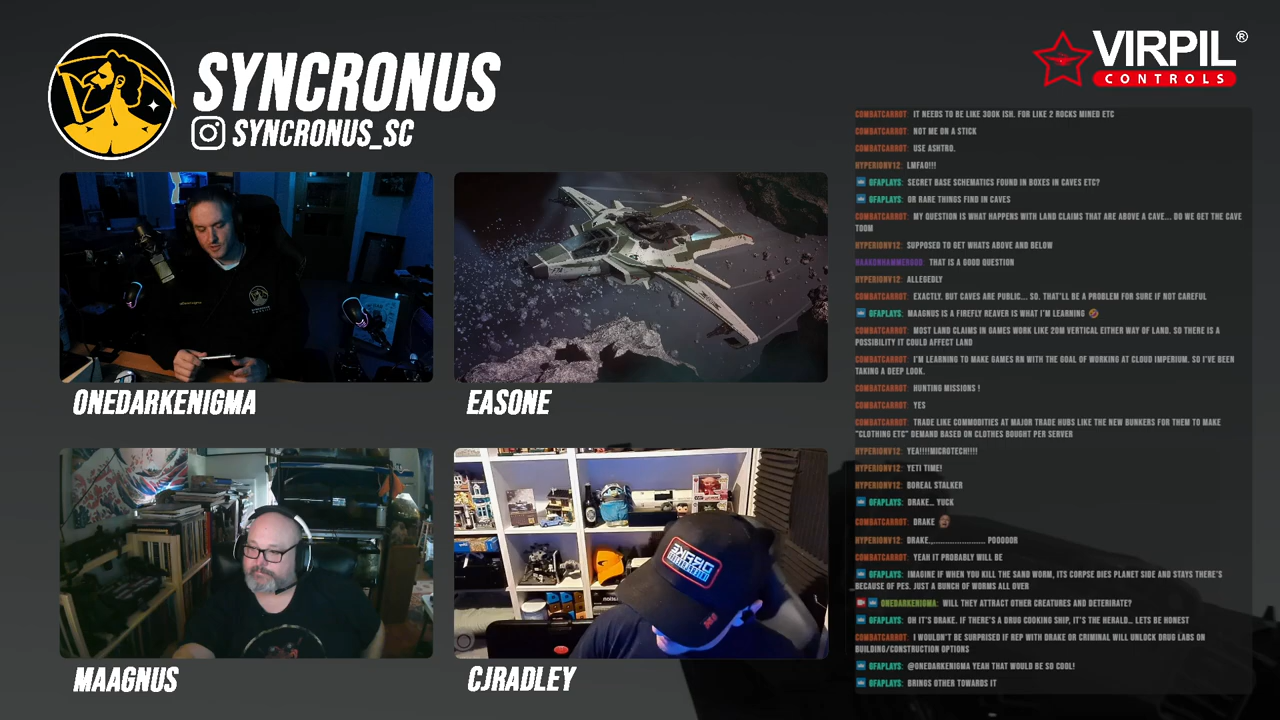 SYNCRONUS
SYNCRONUS_SC
VIRPIL®
CONTROLS
ONEDARKENIGMA
EASONE
MAAGNUS
CJRADLEY
COMBATCARROT: IT NEEDS TO BE LIKE 300K ISH. FOR LIKE 2 ROCKS MINED ETC
COMBATCARROT: NOT ME ON A STICK
COMBATCARROT: USE ASHTRO.
HYPERIONV12: LMFAO!!!
OFAPLAYS: SECRET BASE SCHEMATICS FOUND IN BOXES IN CAVES ETC?
OFAPLAYS: OR RARE THINGS FIND IN CAVES
COMBATCARROT: MY QUESTION IS WHAT HAPPENS WITH LAND CLAIMS THAT ARE ABOVE A CAVE... DO WE GET THE CAVE
TOOM
HYPERIONV12: SUPPOSED TO GET WHATS ABOVE AND BELOW
THAT IS A GOOD QUESTION
HYPERIONV12: ALLEGEDLY
COMBATCARROT: EXACTLY. BUT CAVES ARE PUBLIC... SO. THAT'LL BE A PROBLEM FOR SURE IF NOT CAREFUL
OFAPLAYS: MAAGNUS IS A FIREFLY REAVER IS WHAT I'M LEARNING
COMBATCARROT: MOST LAND CLAIMS IN GAMES WORK LIKE 20M VERTICAL EITHER WAY OF LAND. SO THERE IS A
POSSIBILITY IT COULD AFFECT LAND
COMBATCARROT: I'M LEARNING TO MAKE GAMES RN WITH THE GOAL OF WORKING AT CLOUD IMPERIUM. SO I'VE BEEN
TAKING A DEEP LOOK.
COMBATCARROT: HUNTING MISSIONS !
COMBATCARROT: YES
COMBATCARROT: TRADE LIKE COMMODITIES AT MAJOR TRADE HUBS LIKE THE NEW BUNKERS FOR THEM TO MAKE
"CLOTHING ETC" DEMAND BASED ON CLOTHES BOUGHT PER SERVER
HYPERIONV12: YEA!!!!MICROTECH!!!!
HYPERIONV12: YETI TIME!
HYPERIONV12: BOREAL STALKER
OFAPLAYS: DRAKE... YUCK
COMBATCARROT: DRAKE
HYPERIONV12: DRAKE........................ POOOOOR
COMBATCARROT: YEAH IT PROBABLY WILL BE
OFAPLAYS: IMAGINE IF WHEN YOU KILL THE SAND WORM, ITS CORPSE DIES PLANET SIDE AND STAYS THERE'S
BECAUSE OF PES. JUST A BUNCH OF WORMS ALL OVER
ONEDARKENIGMA: WILL THEY ATTRACT OTHER CREATURES AND DETERIRATE?
OFAPLAYS: OH IT'S DRAKE. IF THERE'S A DRUG COOKING SHIP, IT'S THE HERALD... LETS BE HONEST
COMBATCARROT: I WOULDN'T BE SURPRISED IF REP WITH DRAKE OR CRIMINAL WILL UNLOCK DRUG LABS ON
BUILDING/CONSTRUCTION OPTIONS
OFAPLAYS: @ONEDARKENIGMA YEAH THAT WOULD BE SO COOL!
OFAPLAYS: BRINGS OTHER TOWARDS IT